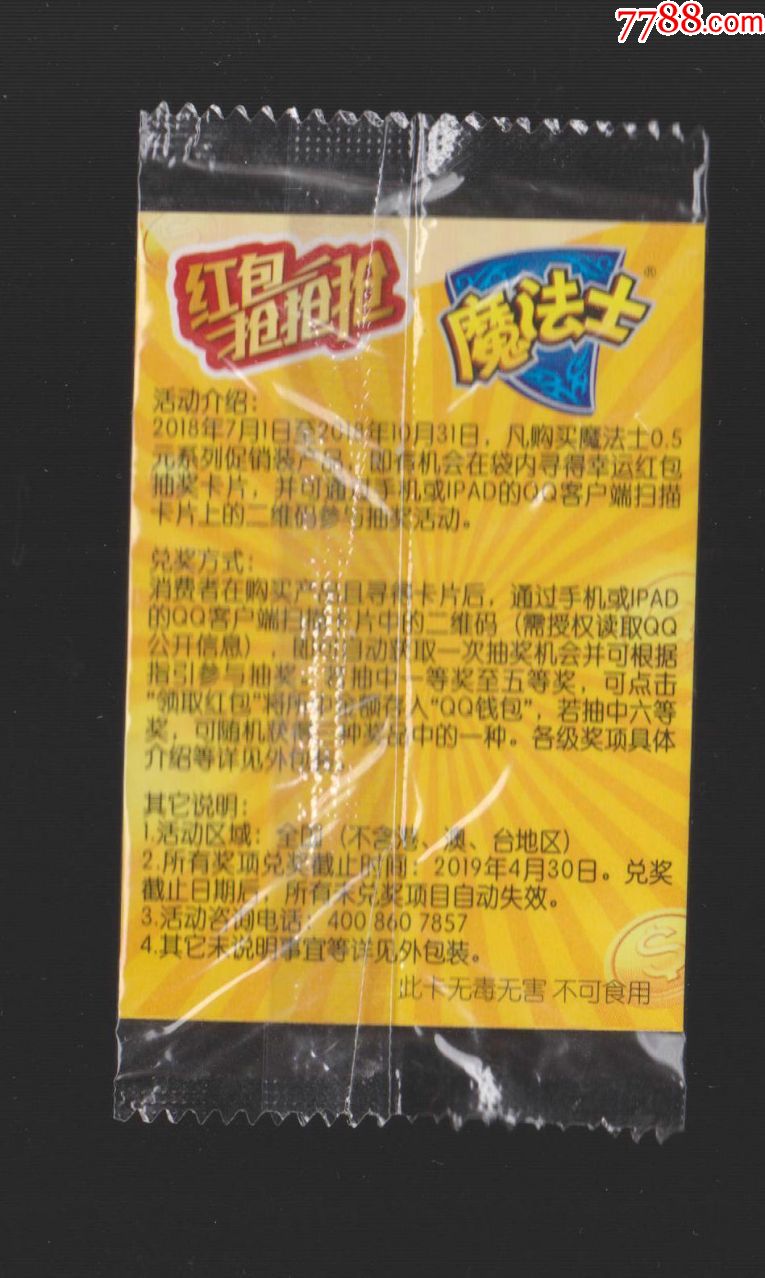 7788.com
红包
抢抢抢
魔法士®
活动介绍：
2018年7月1日至2018年10月31日，凡购买魔法士0.5
元系列促销装产品，即有机会在袋内寻得幸运红包
抽奖卡片，并可通过手机或IPAD的QQ客户端扫描
卡片上的二维码参与抽奖活动。
兑奖方式：
消费者在购买产品且寻得卡片后，通过手机或IPAD
的QQ客户端扫描卡片中的二维码（需授权读取QQ
公开信息），即可自动获取一次抽奖机会并可根据
指引参与抽奖。若抽中一等奖至五等奖，可点击
"领取红包"将所中金额存入"QQ钱包"，若抽中六等
奖，可随机获得 种奖品中的一种。各级奖项具体
介绍等详见外包装。
其它说明：
1.活动区域：全国（不含港、澳、台地区）
2.所有奖项兑奖截止时间：2019年4月30日。兑奖
截止日期后，所有未兑奖项目自动失效。
3.活动咨询电话：400 860 7857
4.其它未说明事宜等详见外包装。
此卡无毒无害 不可食用